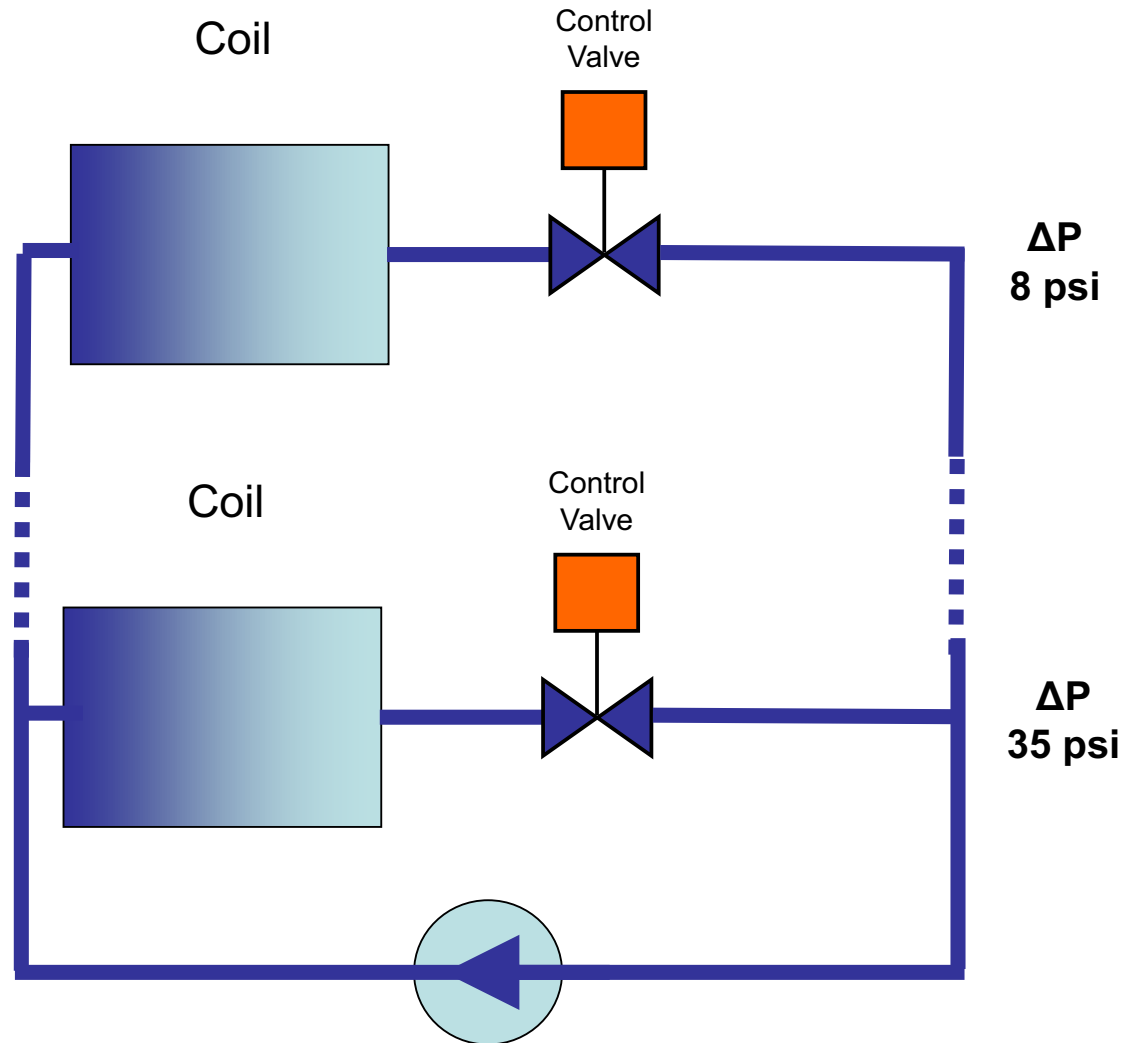 Coil
Control
Valve
ΔP
8 psi
Coil
Control
Valve
ΔP
35 psi